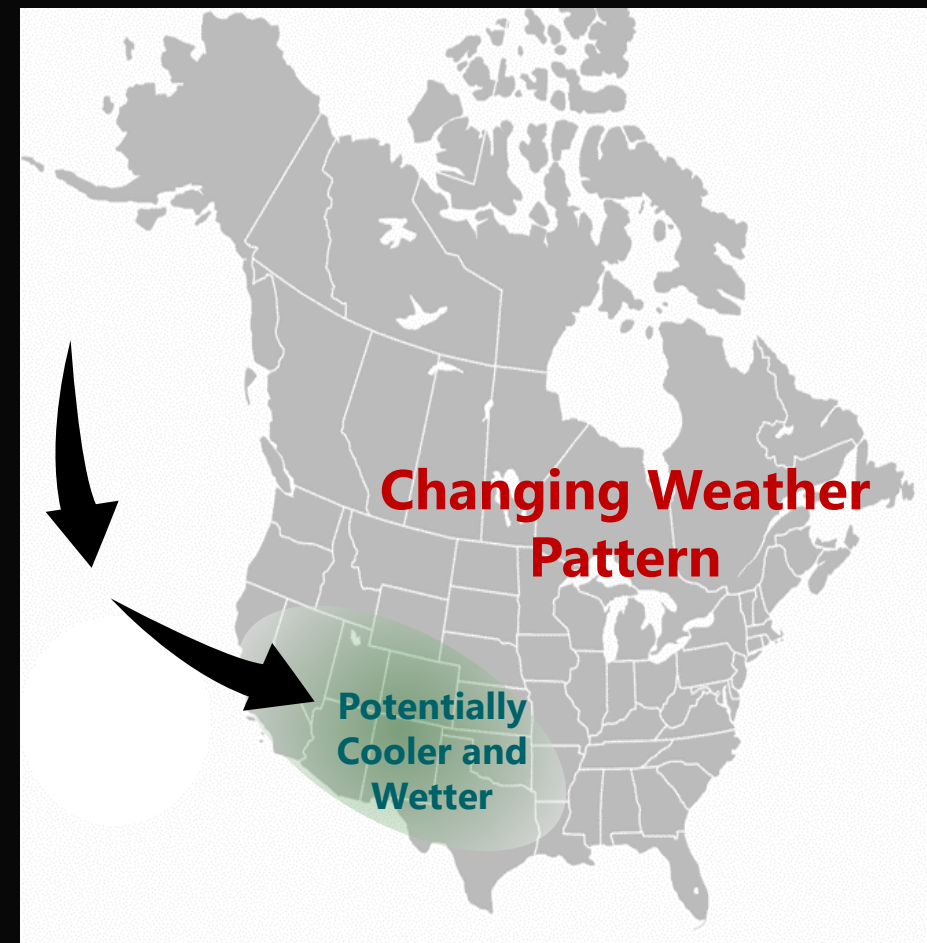 Changing Weather
Pattern
Potentially
Cooler and
Wetter